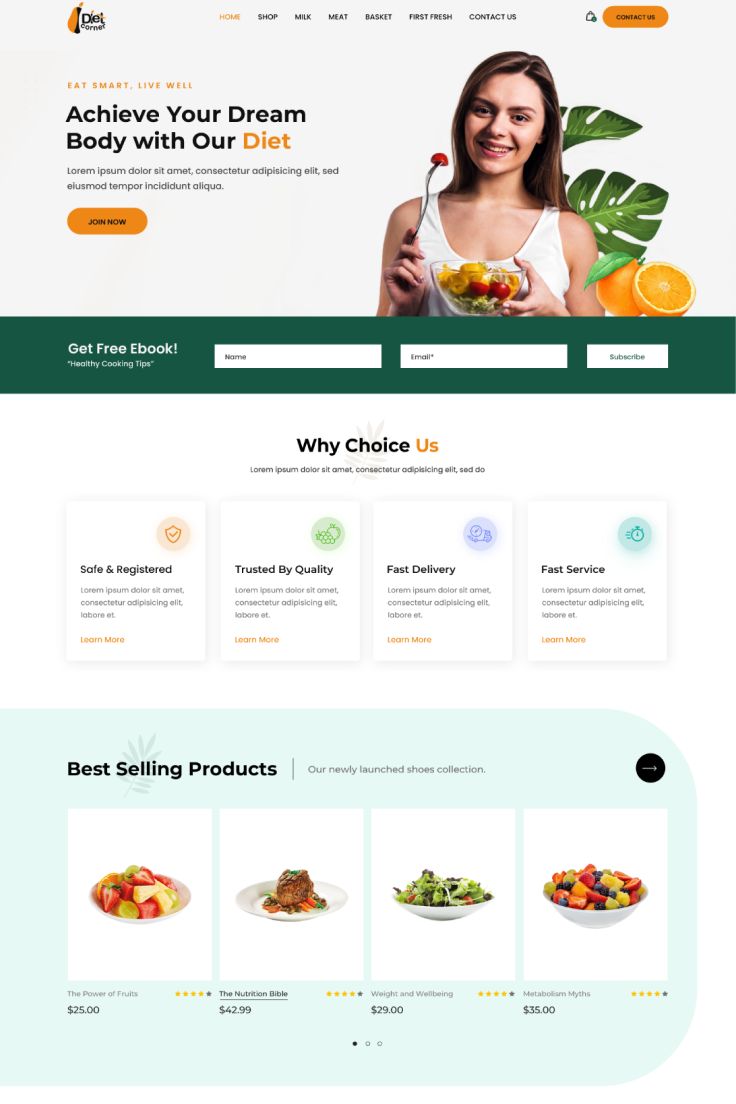 Diet
corner
HOME SHOP MILK MEAT BASKET FIRST FRESH CONTACT US
CONTACT US
EAT SMART, LIVE WELL
Achieve Your Dream
Body with Our Diet
Lorem ipsum dolor sit amet, consectetur adipisicing elit, sed
eiusmod tempor incididunt aliqua.
JOIN NOW
Get Free Ebook!
"Healthy Cooking Tips"
Name
Email*
Subscribe
Why Choice Us
Lorem ipsum dolor sit amet, consectetur adipisicing elit, sed do
Safe & Registered
Lorem ipsum dolor sit amet,
consectetur adipisicing elit,
labore et.
Learn More
Trusted By Quality
Lorem ipsum dolor sit amet,
consectetur adipisicing elit,
labore et.
Learn More
Fast Delivery
Lorem ipsum dolor sit amet,
consectetur adipisicing elit,
labore et.
Learn More
Fast Service
Lorem ipsum dolor sit amet,
consectetur adipisicing elit,
labore et.
Learn More
Best Selling Products
Our newly launched shoes collection.
The Power of Fruits
$25.00
The Nutrition Bible
$42.99
Weight and Wellbeing
$29.00
Metabolism Myths
$35.00